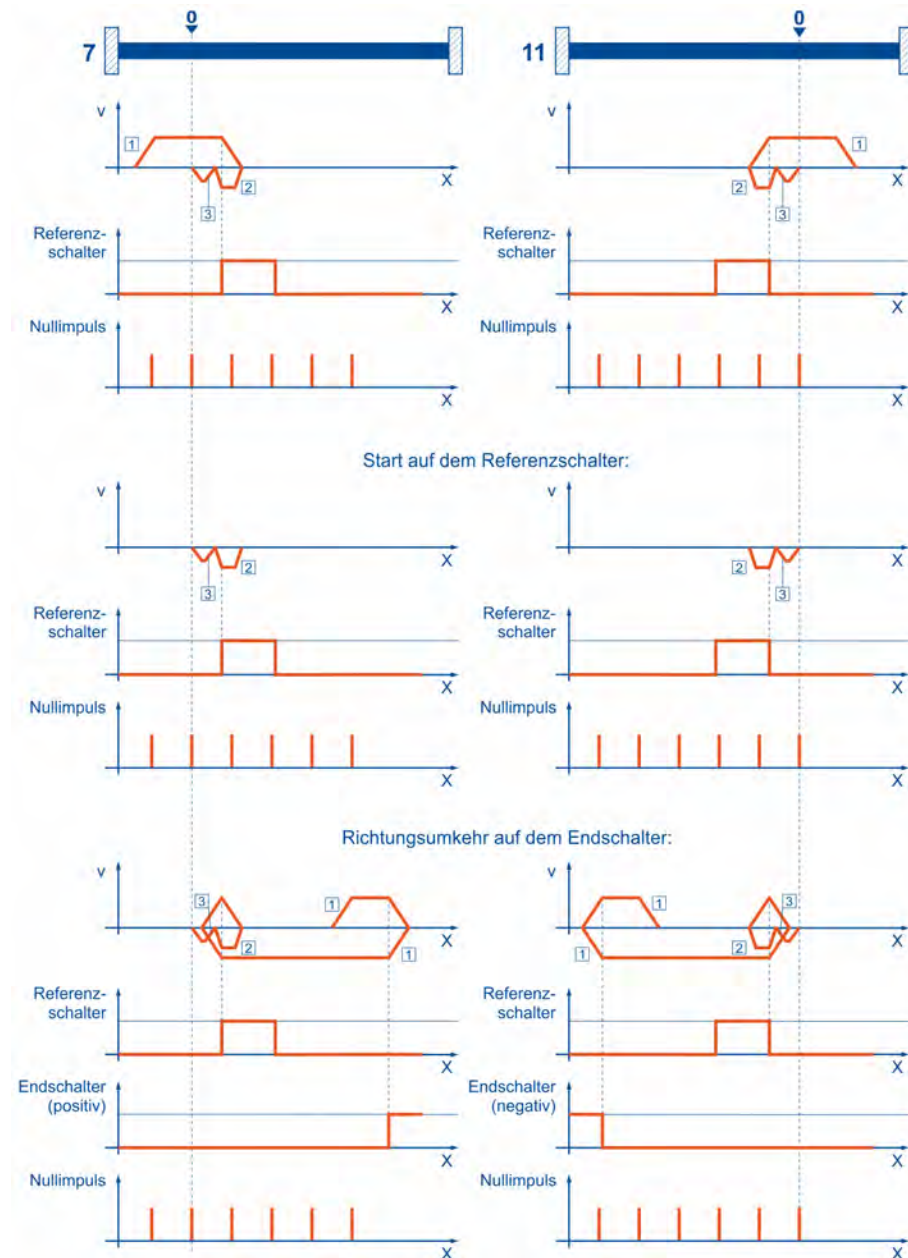 0
0
7
11
v
1
X
2
3
v
1
X
2
3
Referenz-
schalter
X
Referenz-
schalter
X
Nullimpuls
X
Nullimpuls
X
Start auf dem Referenzschalter:
v
X
2
3
v
X
2
3
Referenz-
schalter
X
Referenz-
schalter
X
Nullimpuls
X
Nullimpuls
X
Richtungsumkehr auf dem Endschalter:
v
3
1
X
2
1
v
1
3
X
1
2
Referenz-
schalter
X
Referenz-
schalter
X
Endschalter
(positiv)
X
Endschalter
(negativ)
X
Nullimpuls
X
Nullimpuls
X